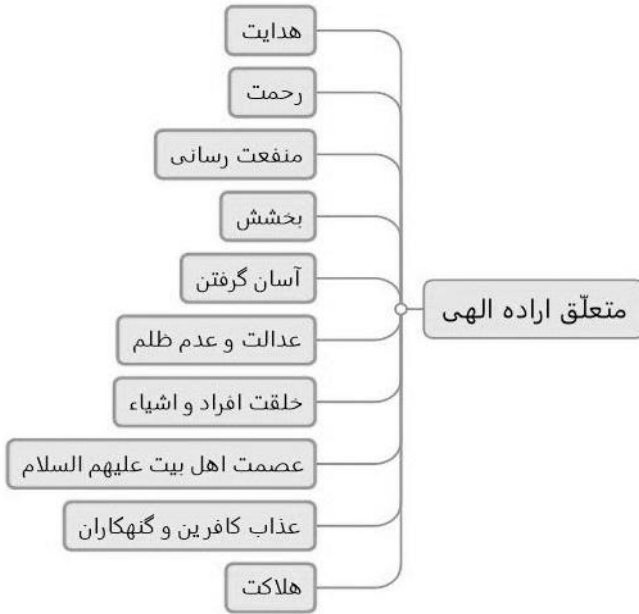 متعلّق اراده الهی
هدایت
رحمت
منفعت رسانی
بخشش
آسان گرفتن
عدالت و عدم ظلم
خلقت افراد و اشیاء
عصمت اهل بیت علیهم السلام
عذاب کافرین و گنهکاران
هلاکت